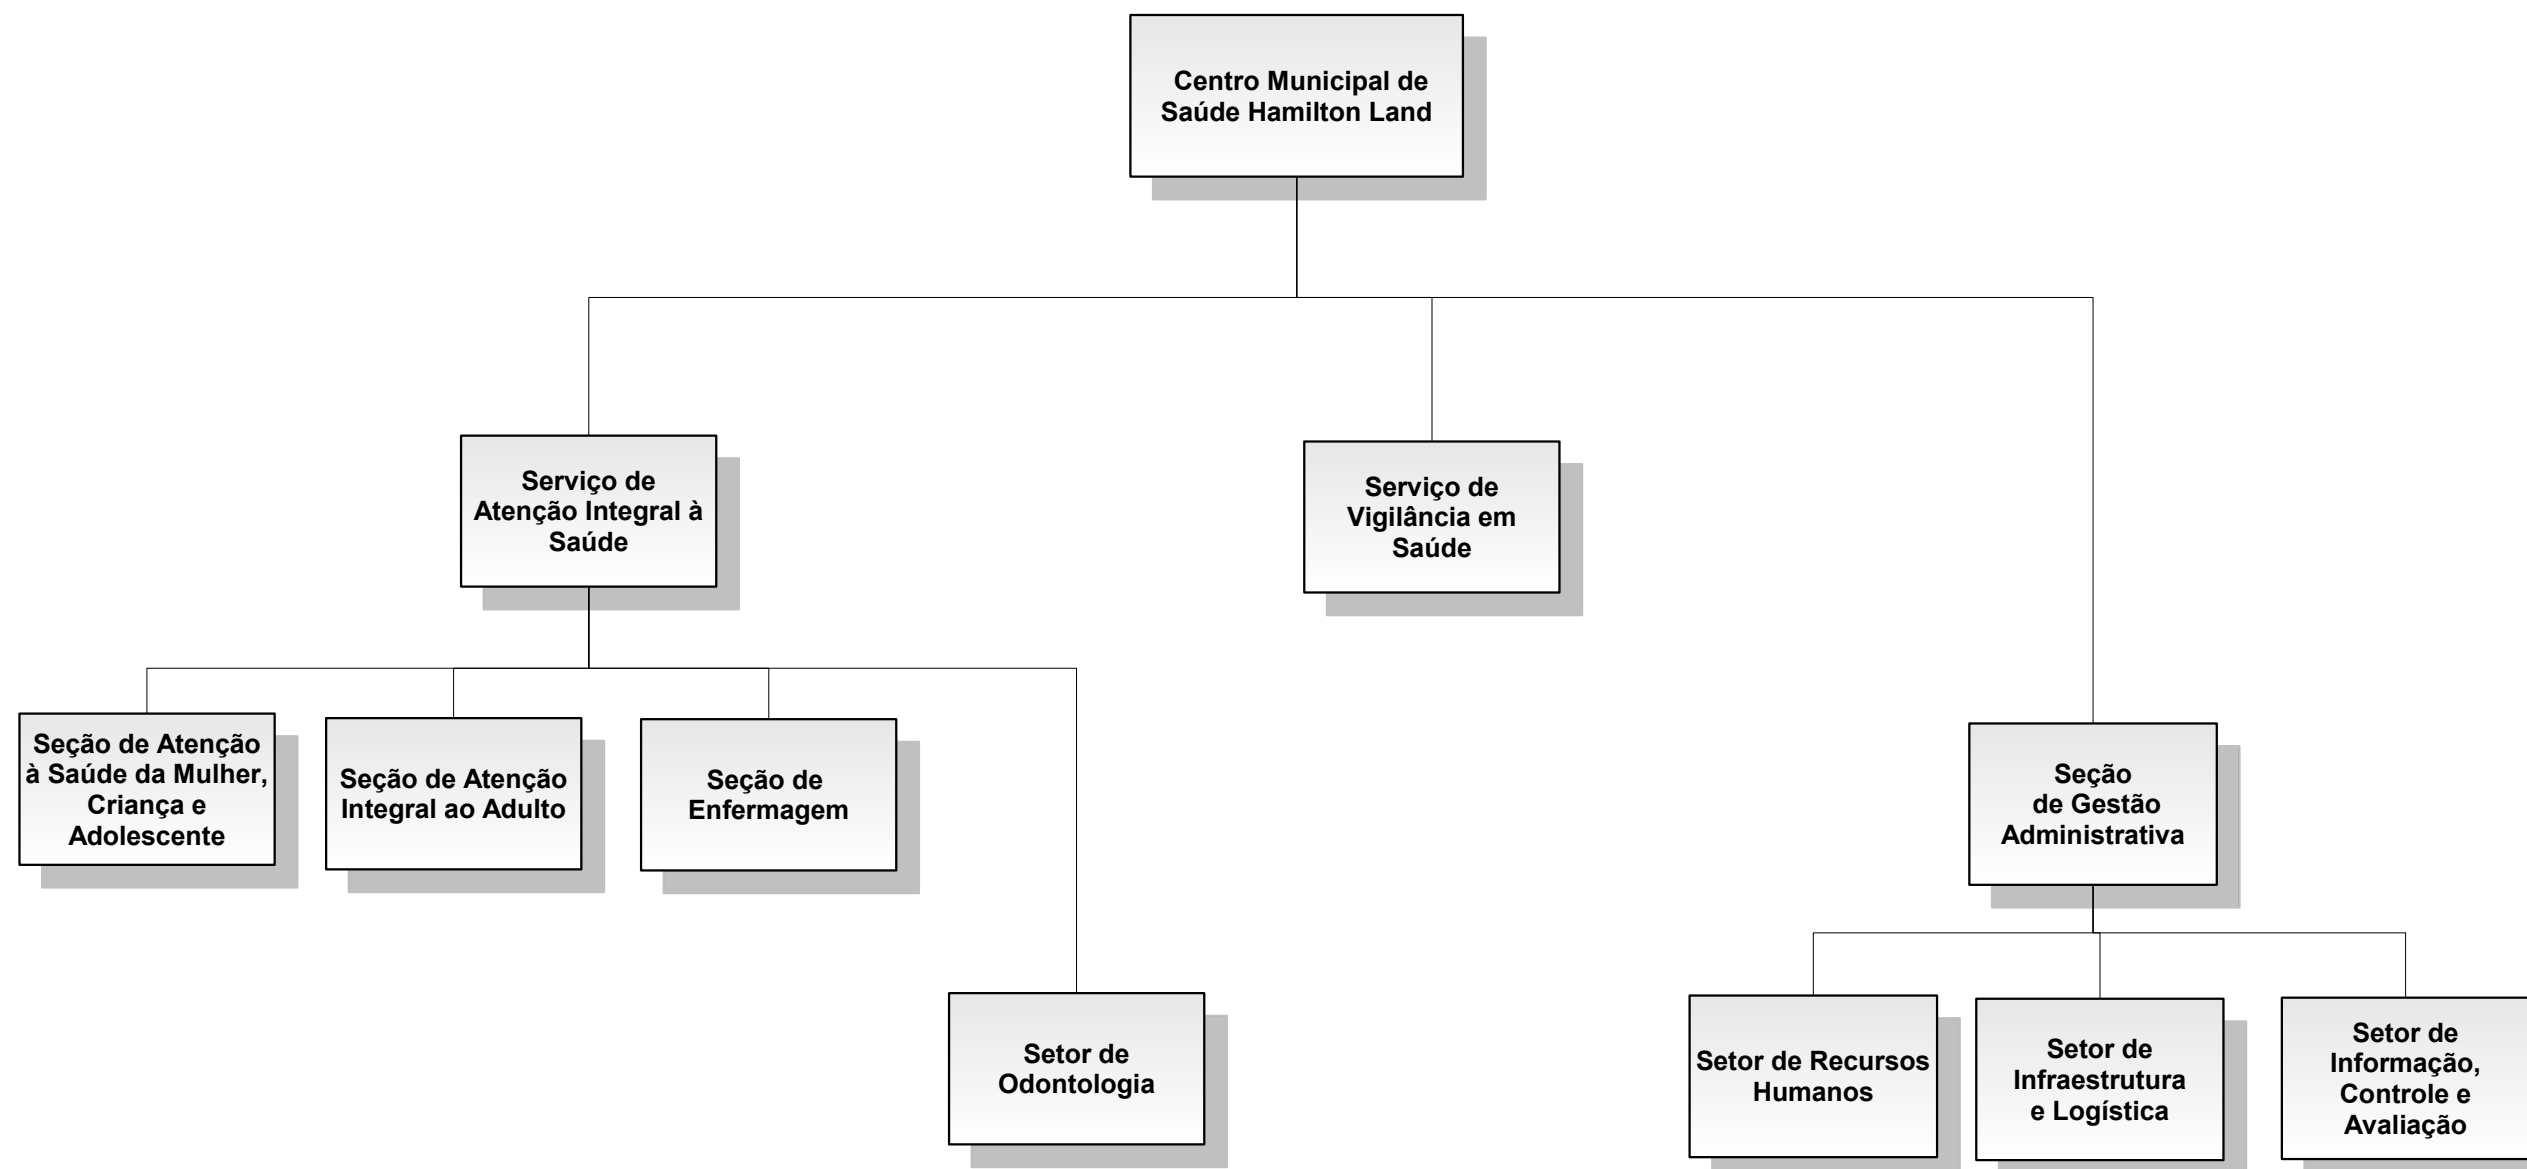 Centro Municipal de
Saúde Hamilton Land
Serviço de
Atenção Integral à
Saúde
Serviço de
Vigilância em
Saúde
Seção de Atenção
à Saúde da Mulher,
Criança e
Adolescente
Seção de Atenção
Integral ao Adulto
Seção de
Enfermagem
Seção
de Gestão
Administrativa
Setor de
Odontologia
Setor de Recursos
Humanos
Setor de
Infraestrutura
e Logística
Setor de
Informação,
Controle e
Avaliação